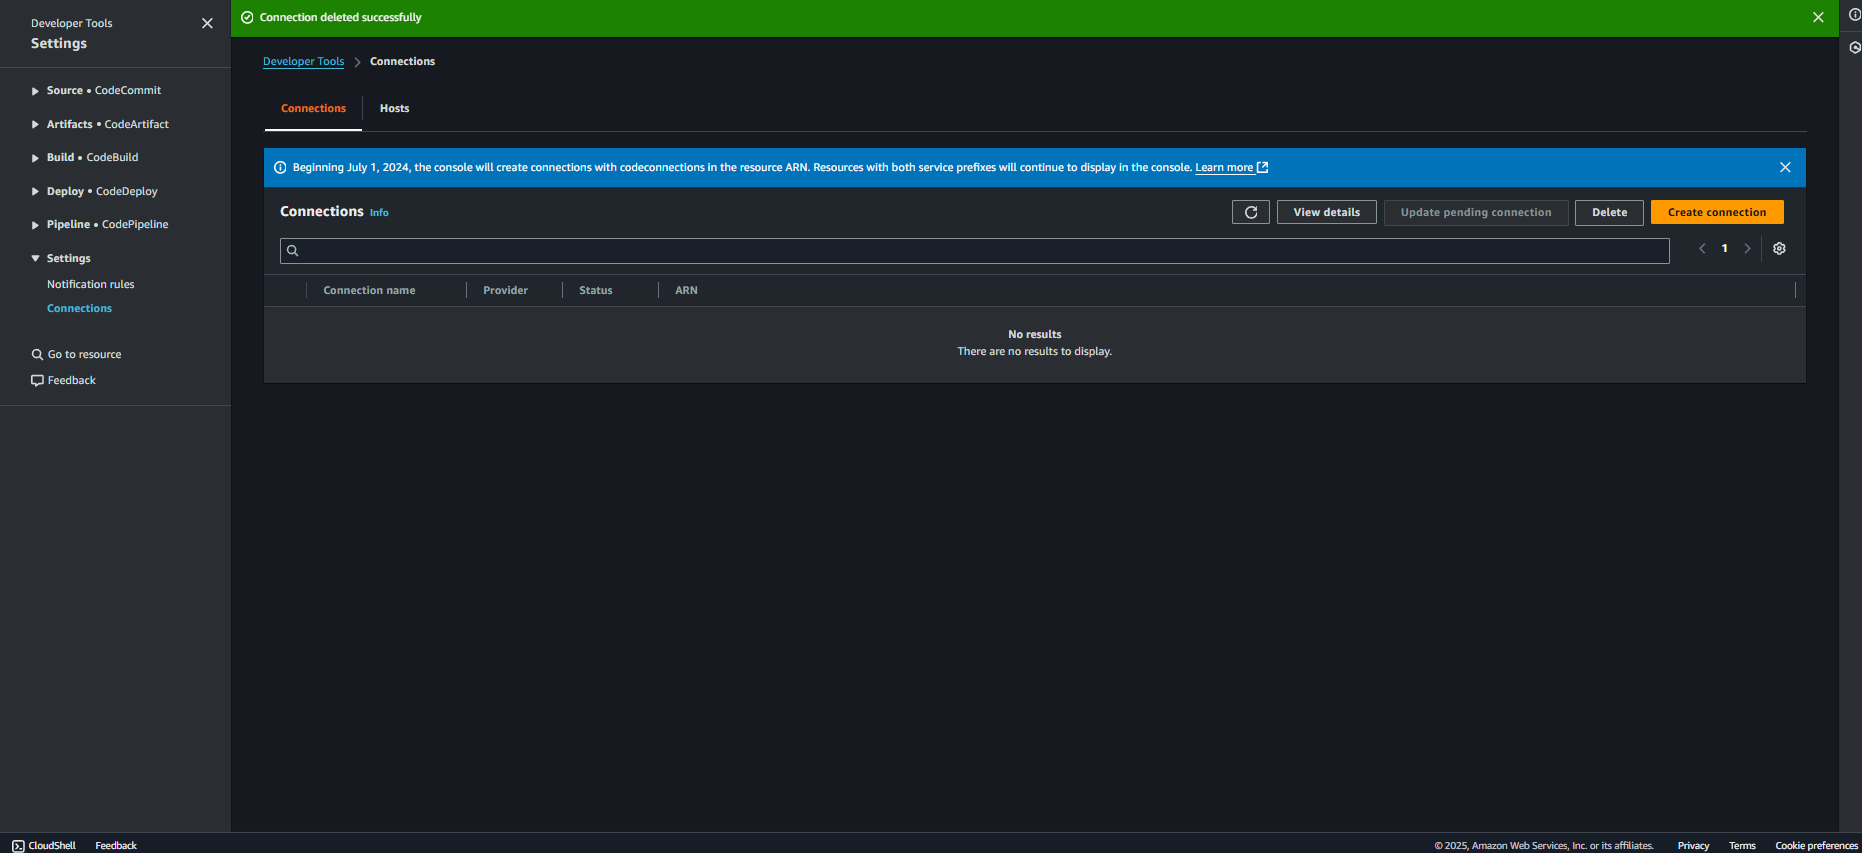 Developer Tools
Settings
Source • CodeCommit
Artifacts • CodeArtifact
Build • CodeBuild
Deploy • CodeDeploy
Pipeline • CodePipeline
Settings
Notification rules
Connections
Go to resource
Feedback
Connection deleted successfully
Developer Tools > Connections
Connections
Hosts
Beginning July 1, 2024, the console will create connections with codeconnections in the resource ARN. Resources with both service prefixes will continue to display in the console. Learn more
Connections Info
View details
Update pending connection
Delete
Create connection
1
Connection name
Provider
Status
ARN
No results
There are no results to display.
CloudShell
Feedback
© 2025, Amazon Web Services, Inc. or its affiliates.
Privacy
Terms
Cookie preferences